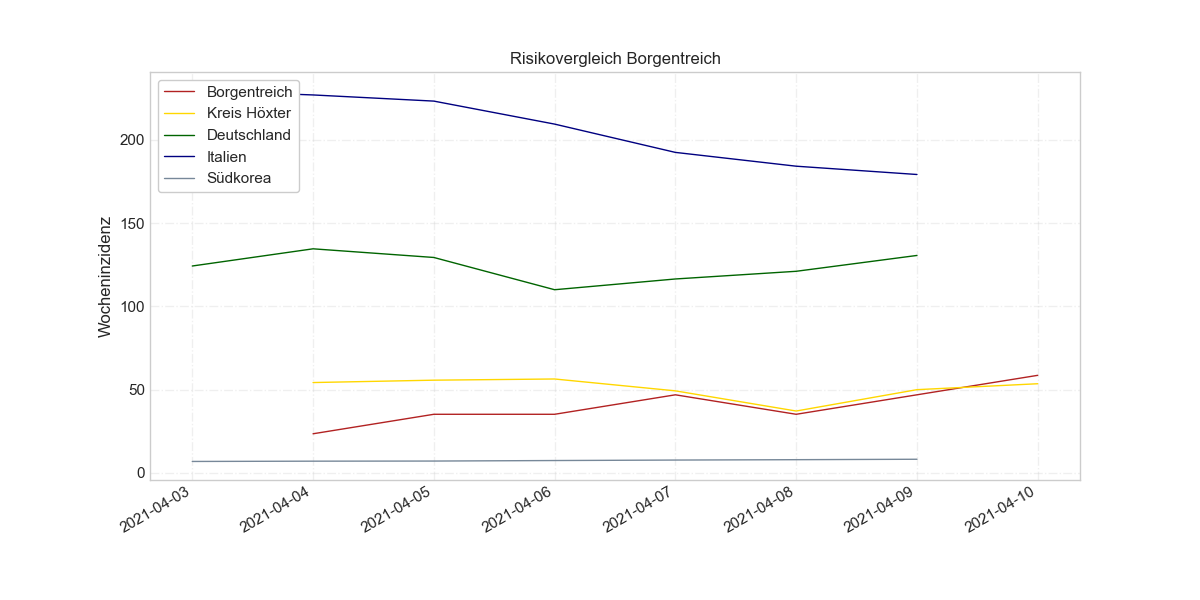 Risikovergleich Borgentreich
Borgentreich
Kreis Höxter
Deutschland
Italien
Südkorea
Wocheninzidenz
200
150
100
50
0
2021-04-03
2021-04-04
2021-04-05
2021-04-06
2021-04-07
2021-04-08
2021-04-09
2021-04-10